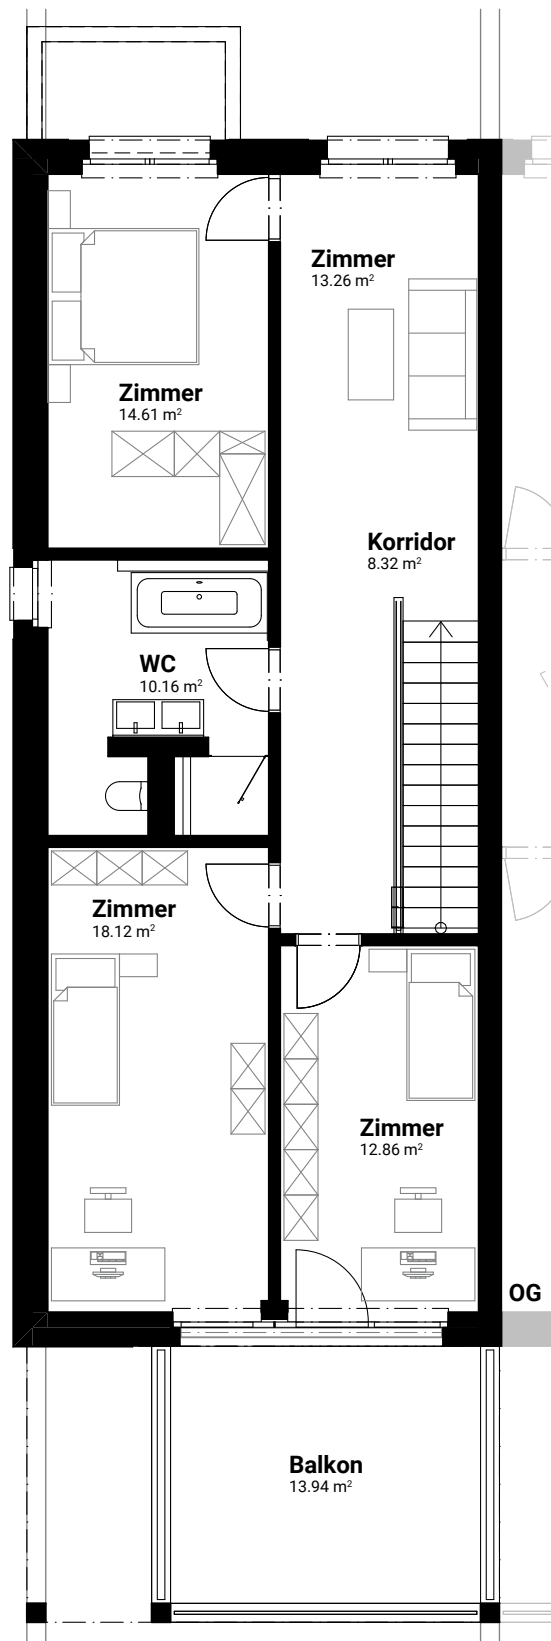 Zimmer
13.26 m²
Zimmer
14.61 m²
Korridor
8.32 m²
WC
10.16 m²
Zimmer
18.12 m²
Zimmer
12.86 m²
OG
Balkon
13.94 m²